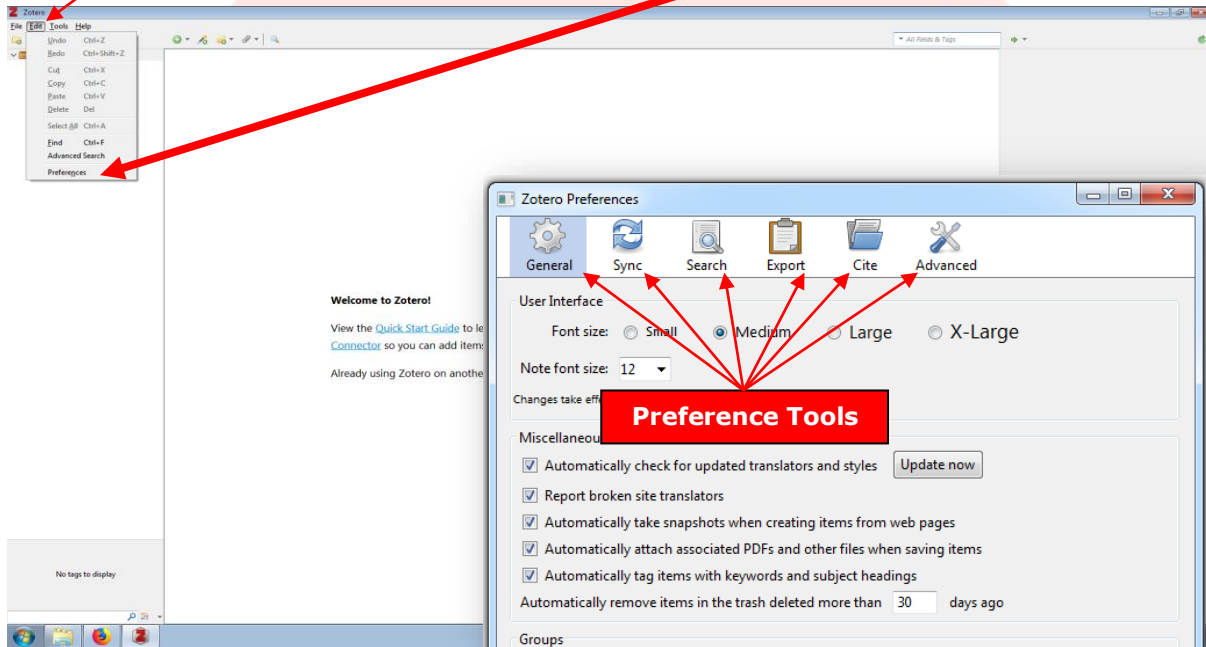 Zotero
File Edit Tools Help
Undo Ctrl+Z
Redo Ctrl+Shift+Z
Cut Ctrl+X
Copy Ctrl+C
Paste Ctrl+V
Delete Del
Select All Ctrl+A
Find Ctrl+F
Advanced Search
Preferences
All Fields & Tags
Welcome to Zotero!
View the Quick Start Guide to le
Connector so you can add item
Already using Zotero on anothe
No tags to display
Zotero Preferences
General Sync Search Export Cite Advanced
User Interface
Font size: Small Medium Large X-Large
Note font size: 12
Changes take eff
Preference Tools
Miscellaneou
Automatically check for updated translators and styles Update now
Report broken site translators
Automatically take snapshots when creating items from web pages
Automatically attach associated PDFs and other files when saving items
Automatically tag items with keywords and subject headings
Automatically remove items in the trash deleted more than 30 days ago
Groups